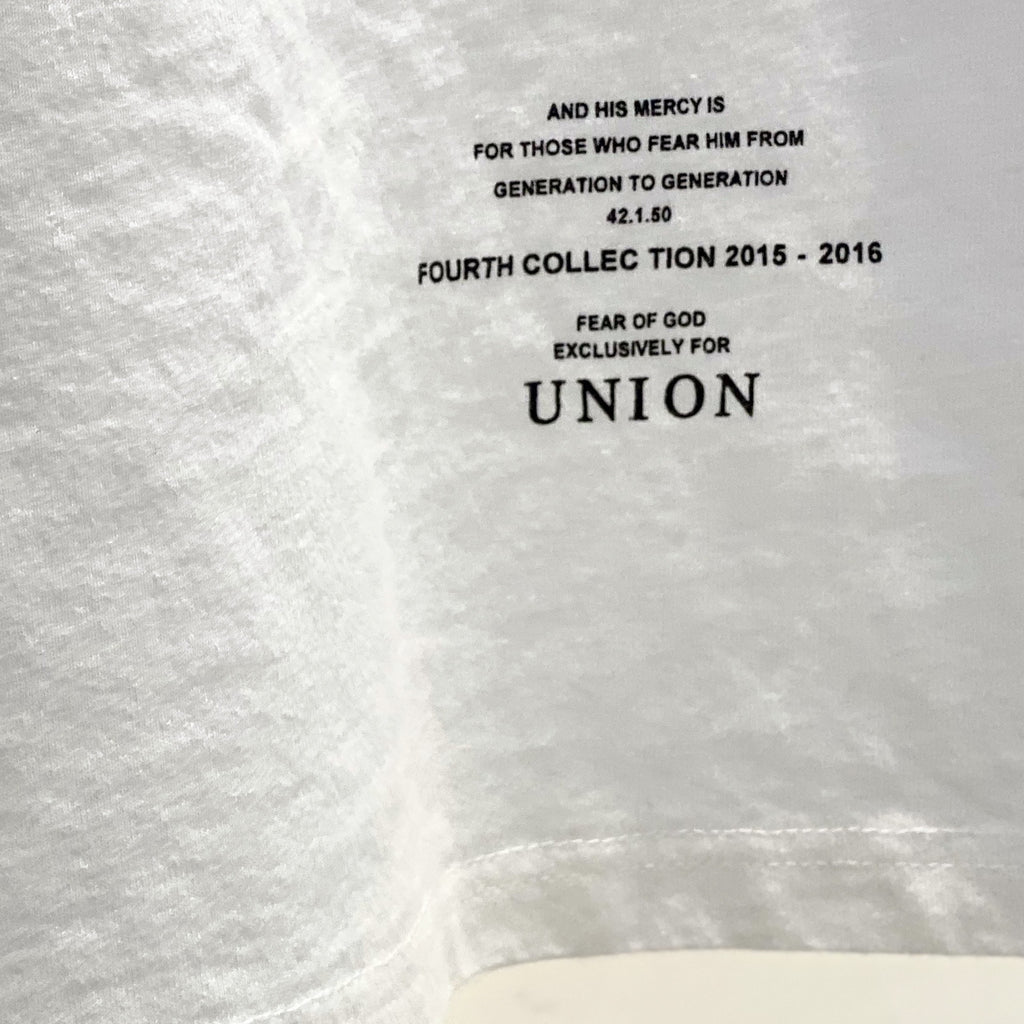 AND HIS MERCY IS
FOR THOSE WHO FEAR HIM FROM
GENERATION TO GENERATION
42.1.50
FOURTH COLLEC TION 2015 - 2016
FEAR OF GOD
EXCLUSIVELY FOR
UNION